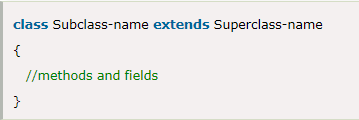 class Subclass-name extends Superclass-name
{
//methods and fields
}